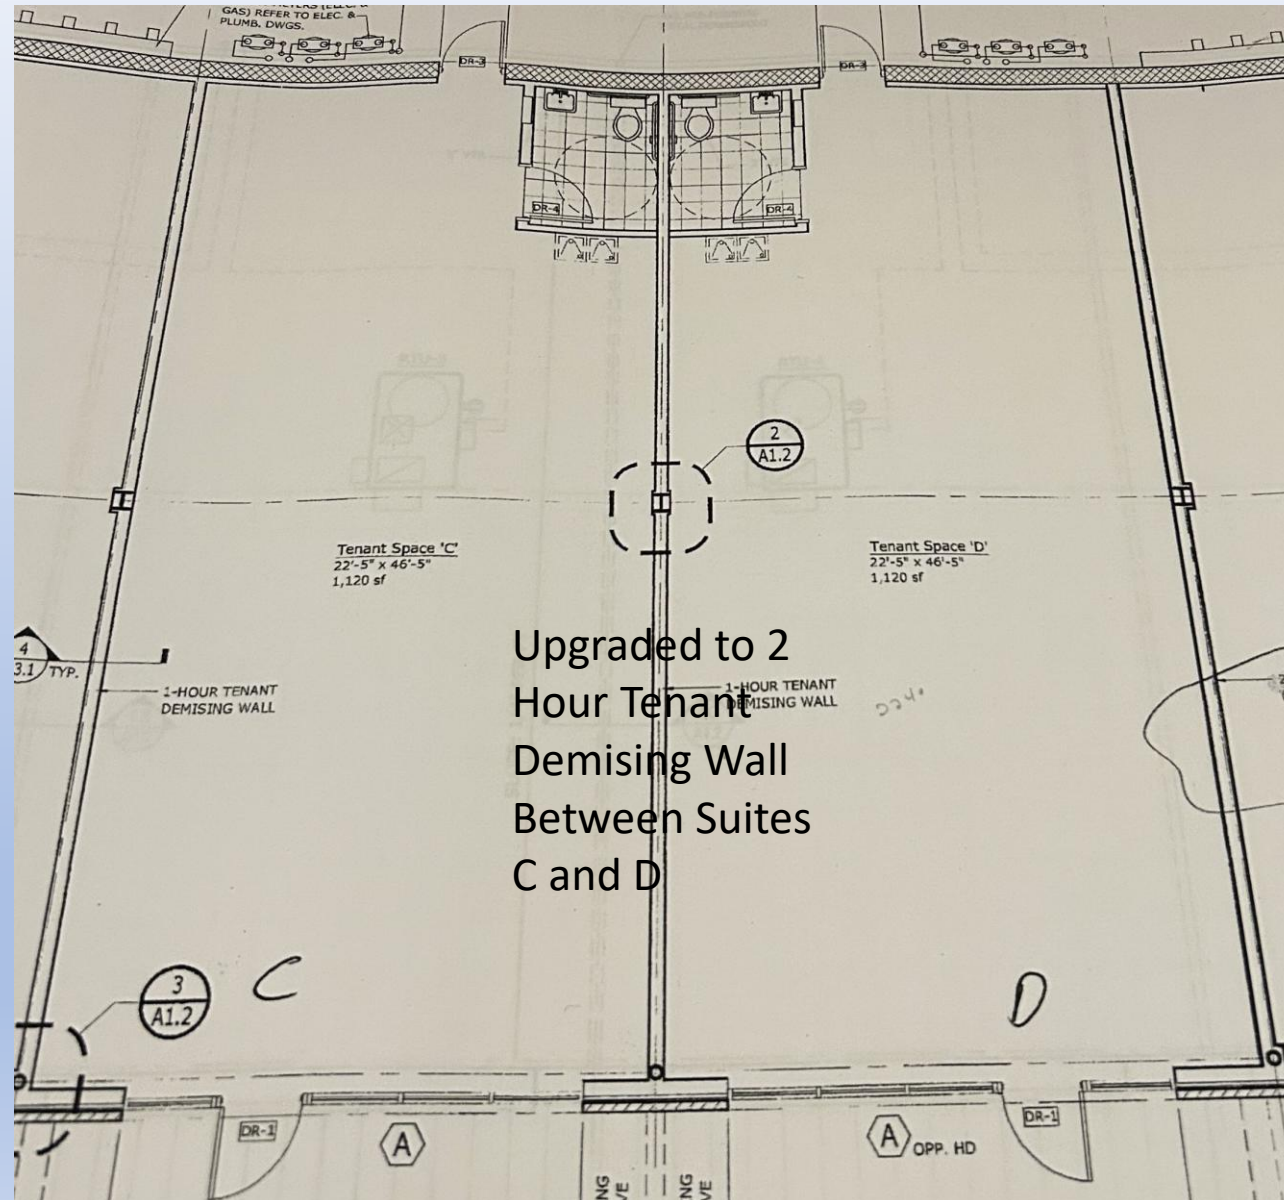 GAS) REFER TO ELEC. &
PLUMB. DWGS.
DR-3
DR-3
DR-4
DR-4
2
A1.2
Tenant Space 'C'
22'-5" x 46'-5"
1,120 sf
Tenant Space 'D'
22'-5" x 46'-5"
1,120 sf
4
3.1 TYP.
1-HOUR TENANT
DEMISING WALL
1-HOUR TENANT
DEMISING WALL
Upgraded to 2
Hour Tenant
Demising Wall
Between Suites
C and D
C
D
3
A1.2
DR-1
A
A OPP. HD
DR-1